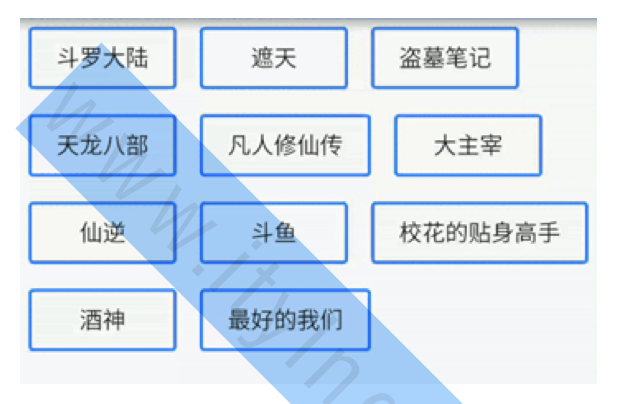 斗罗大陆 遮天 盗墓笔记
天龙八部 凡人修仙传 大主宰
仙逆 斗鱼 校花的贴身高手
酒神 最好的我们
www.ityine